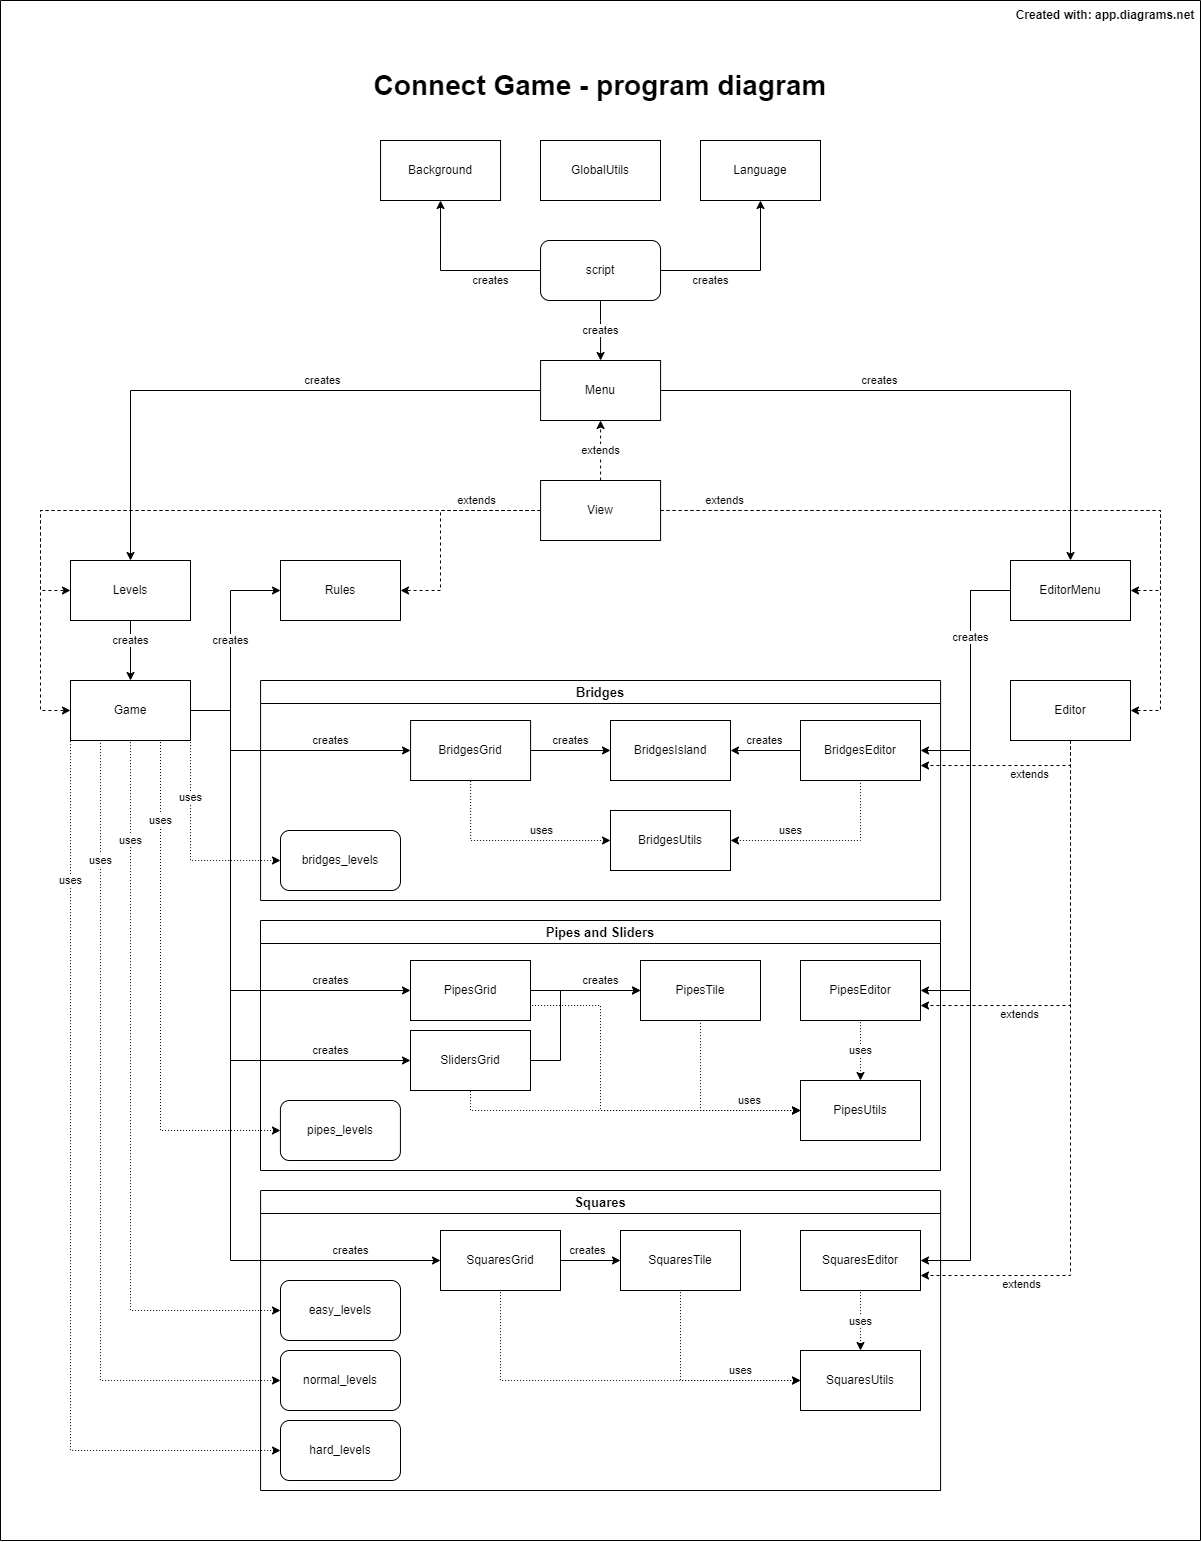 Created with: app.diagrams.net
Connect Game - program diagram
Background
GlobalUtils
Language
script
creates
creates
creates
Menu
creates
creates
extends
View
extends
extends
Levels
Rules
EditorMenu
creates
creates
creates
Game
Bridges
Editor
creates
BridgesGrid
creates
BridgesIsland
creates
BridgesEditor
extends
uses
uses
uses
uses
uses
uses
BridgesUtils
uses
bridges_levels
Pipes and Sliders
creates
PipesGrid
creates
PipesTile
PipesEditor
extends
creates
SlidersGrid
uses
uses
PipesUtils
pipes_levels
Squares
creates
SquaresGrid
creates
SquaresTile
SquaresEditor
extends
easy_levels
uses
normal_levels
uses
SquaresUtils
hard_levels